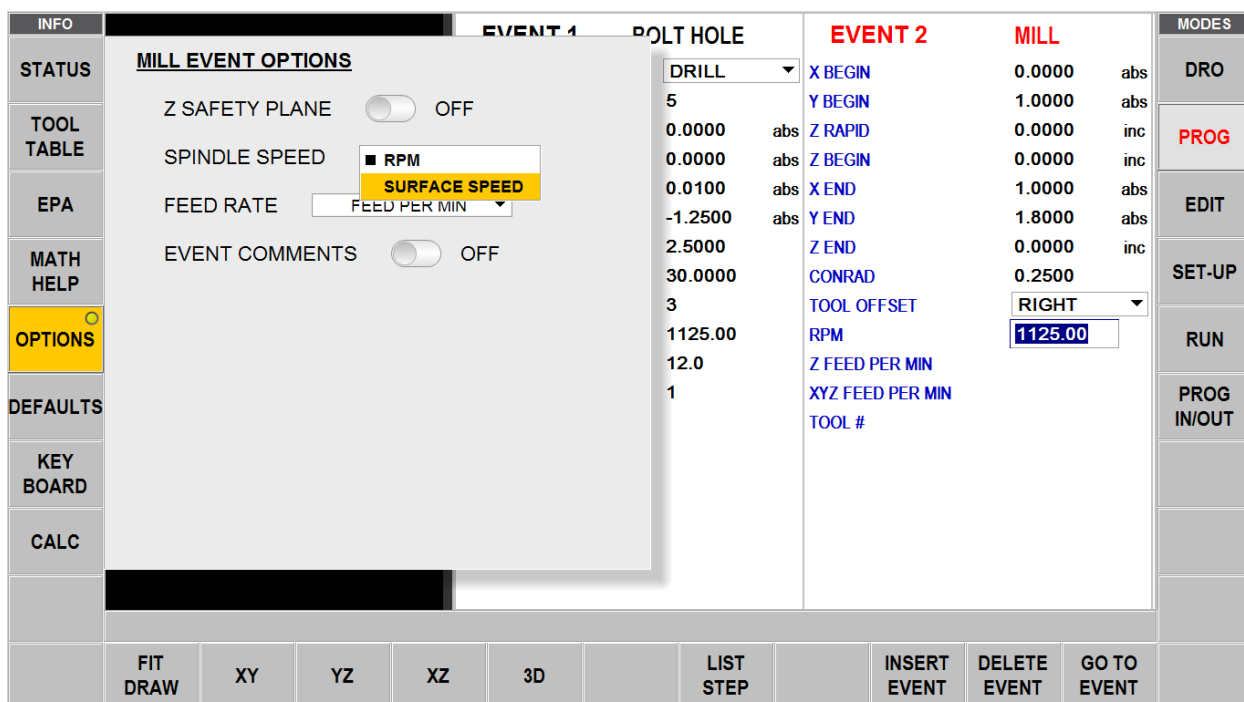 INFO
STATUS
TOOL
TABLE
EPA
MATH
HELP
OPTIONS
DEFAULTS
KEY
BOARD
CALC
MILL EVENT OPTIONS
Z SAFETY PLANE OFF
SPINDLE SPEED
RPM
SURFACE SPEED
FEED RATE FEED PER MIN
EVENT COMMENTS OFF
EVENT 1 BOLT HOLE
DRILL
5
0.0000 abs
0.0000 abs
0.0100 abs
-1.2500 abs
2.5000
30.0000
3
1125.00
12.0
1
EVENT 2 MILL
X BEGIN 0.0000 abs
Y BEGIN 1.0000 abs
Z RAPID 0.0000 inc
Z BEGIN 0.0000 inc
X END 1.0000 abs
Y END 1.8000 abs
Z END 0.0000 inc
CONRAD 0.2500
TOOL OFFSET RIGHT
RPM 1125.00
Z FEED PER MIN
XYZ FEED PER MIN
TOOL #
MODES
DRO
PROG
EDIT
SET-UP
RUN
PROG
IN/OUT
FIT
DRAW
XY
YZ
XZ
3D
LIST
STEP
INSERT
EVENT
DELETE
EVENT
GO TO
EVENT